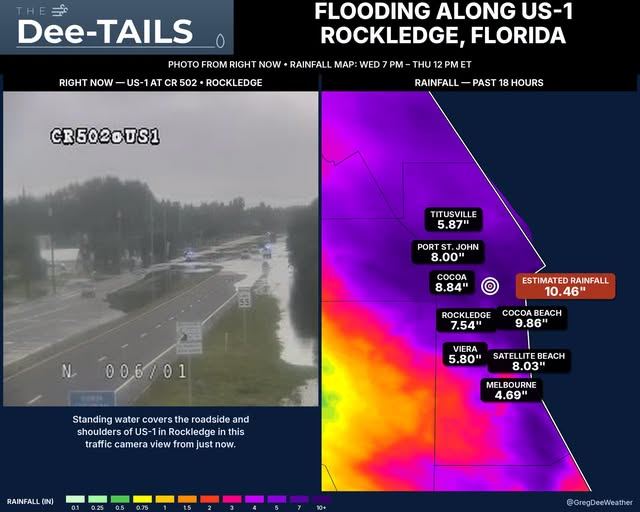 THE
Dee-TAILS
FLOODING ALONG US-1
ROCKLEDGE, FLORIDA
PHOTO FROM RIGHT NOW • RAINFALL MAP: WED 7 PM – THU 12 PM ET
RIGHT NOW — US-1 AT CR 502 • ROCKLEDGE
RAINFALL — PAST 18 HOURS
CR502@US1
55
N 006/01
TITUSVILLE
5.87"
PORT ST. JOHN
8.00"
COCOA
8.84"
ESTIMATED RAINFALL
10.46"
ROCKLEDGE
7.54"
COCOA BEACH
9.86"
VIERA
5.80"
SATELLITE BEACH
8.03"
MELBOURNE
4.69"
Standing water covers the roadside and
shoulders of US-1 in Rockledge in this
traffic camera view from just now.
RAINFALL (IN)
0.1 0.25 0.5 0.75 1 1.5 2 3 4 5 7 10+
@GregDeeWeather